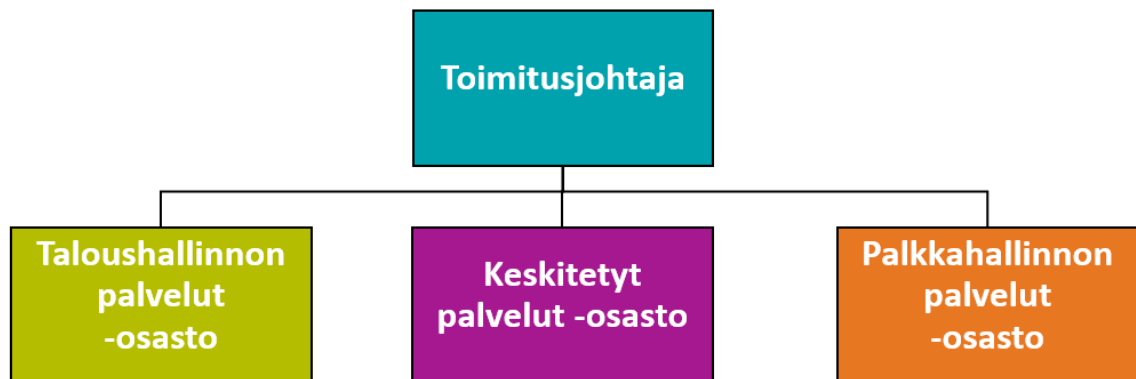 Toimitusjohtaja
Taloushallinnon
palvelut
-osasto
Keskitetyt
palvelut -osasto
Palkkahallinnon
palvelut
-osasto